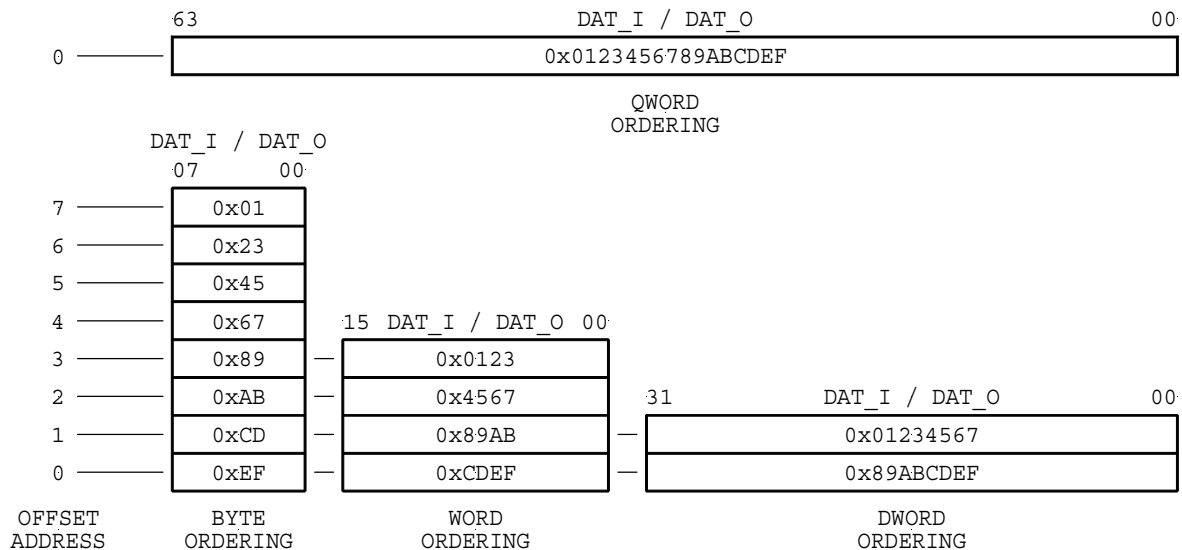 63 DAT_I / DAT_O 00
0 0x0123456789ABCDEF
QWORD
ORDERING
DAT_I / DAT_O
07 00
7 0x01
6 0x23
5 0x45
4 0x67 15 DAT_I / DAT_O 00
3 0x89 0x0123
2 0xAB 0x4567 31 DAT_I / DAT_O 00
1 0xCD 0x89AB 0x01234567
0 0xEF 0xCDEF 0x89ABCDEF
OFFSET BYTE WORD DWORD
ADDRESS ORDERING ORDERING ORDERING